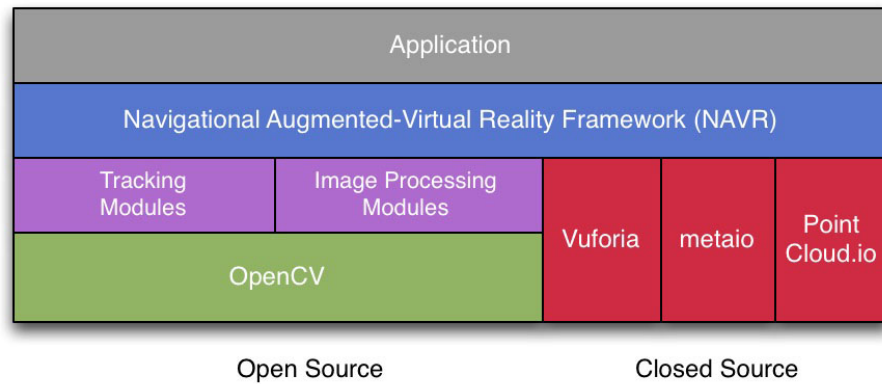 Application
Navigational Augmented-Virtual Reality Framework (NAVR)
Tracking
Modules
Image Processing
Modules
Vuforia
metaio
Point
Cloud.io
OpenCV
Open Source
Closed Source